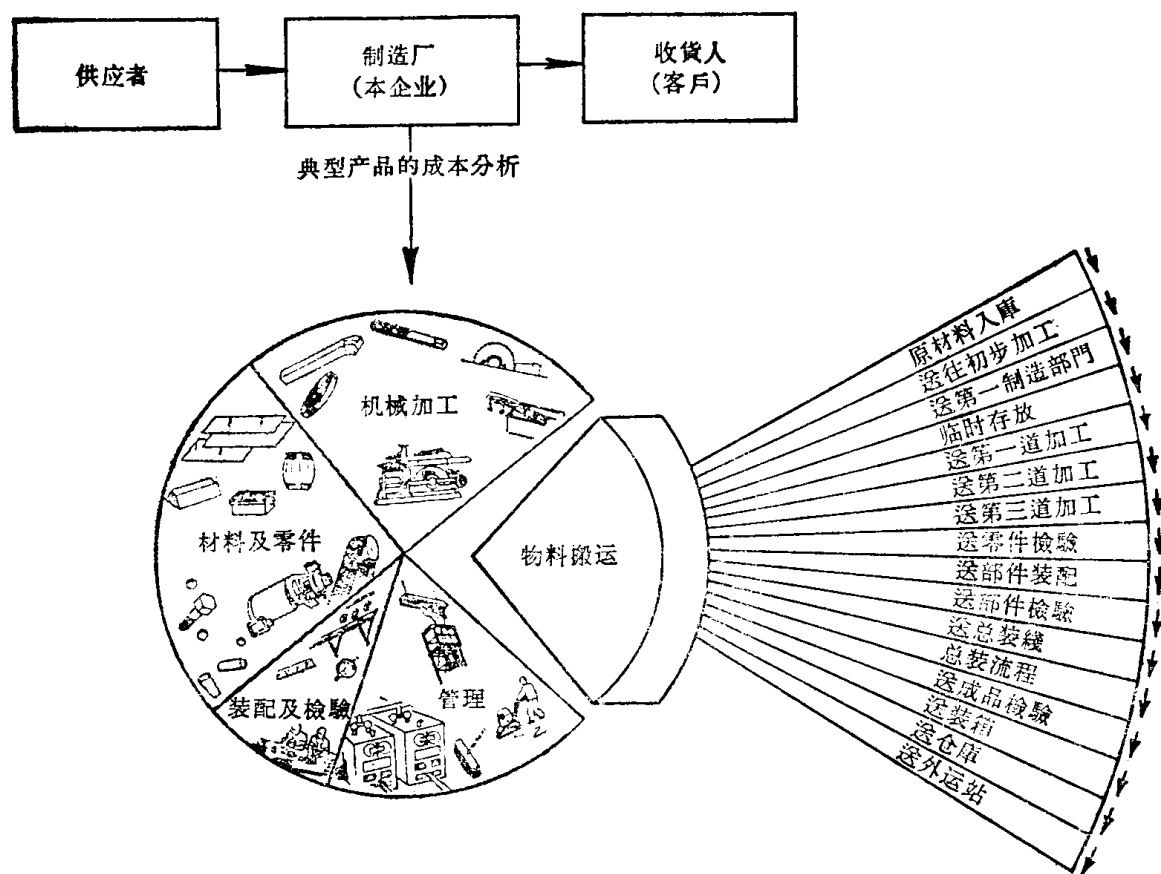 供应者
制造厂
(本企业)
收貨人
(客戶)
典型产品的成本分析
机械加工
材料及零件
装配及檢驗
管理
物料搬运
原材料入庫
送往初步加工
送第一制造部門
临时存放
送第一道加工
送第二道加工
送第三道加工
送零件檢驗
送部件装配
送部件檢驗
送总装綫
总装流程
送成品檢驗
送装箱
送仓庫
送外运站